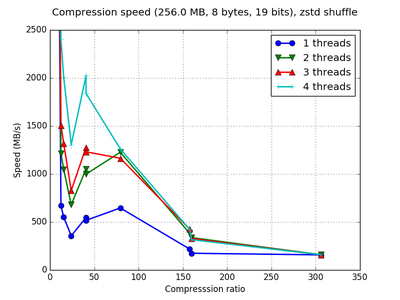 Compression speed (256.0 MB, 8 bytes, 19 bits), zstd shuffle
2500
2000
1500
1000
500
0
Speed (MB/s)
1 threads
2 threads
3 threads
4 threads
0 50 100 150 200 250 300 350
Compresssion ratio